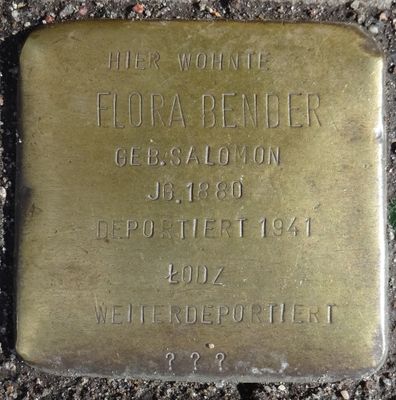 HIER WOHNTE
FLORA BENDER
GEB. SALOMON
JG. 1880
DEPORTIERT 1941
ŁODZ
WEITERDEPORTIERT
? ? ?